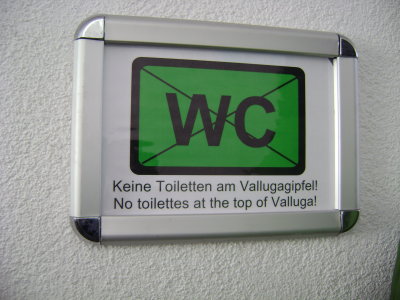 WC
Keine Toiletten am Vallugagipfel!
No toilettes at the top of Valluga!